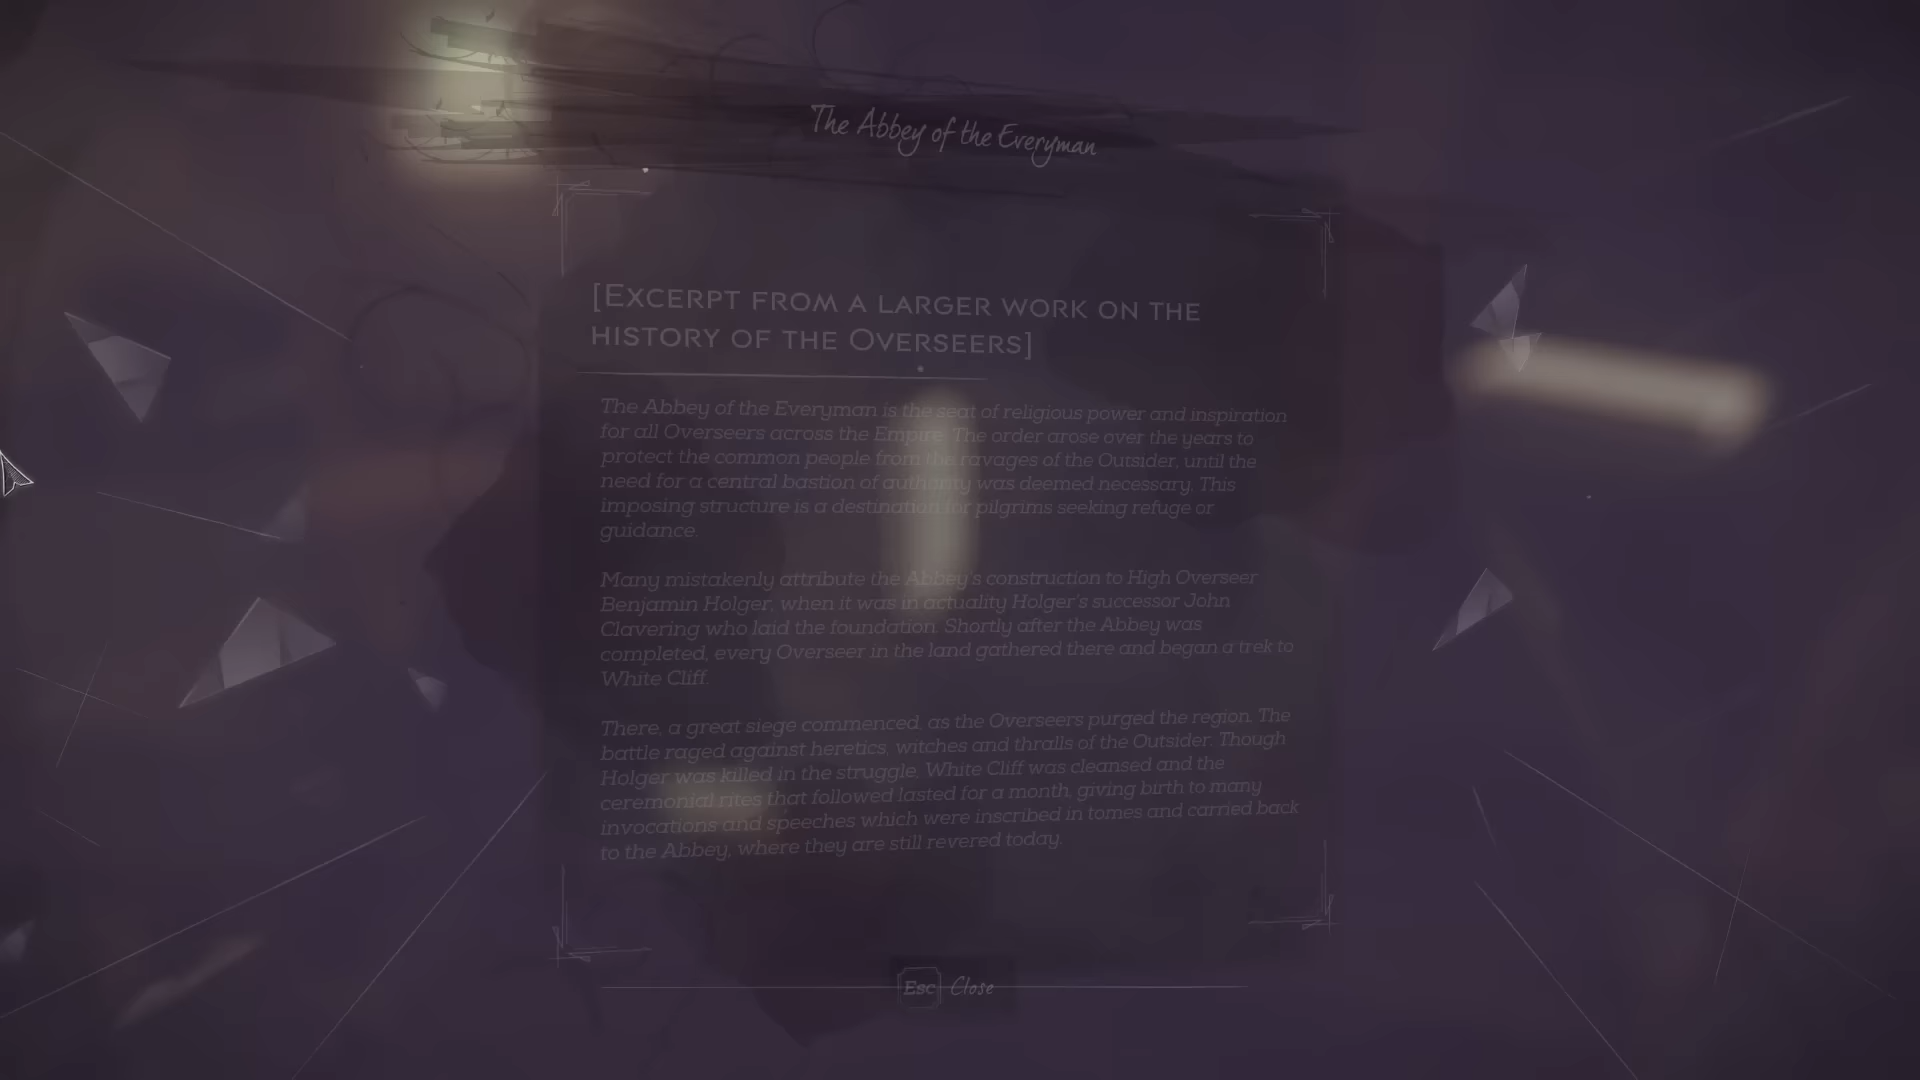 The Abbey of the Everyman
[Excerpt from a larger work on the
history of the Overseers]
The Abbey of the Everyman is the seat of religious power and inspiration
for all Overseers across the Empire. The order arose over the years to
protect the common people from the ravages of the Outsider, until the
need for a central bastion of authority was deemed necessary. This
imposing structure is a destination for pilgrims seeking refuge or
guidance.
Many mistakenly attribute the Abbey's construction to High Overseer
Benjamin Holger, when it was in actuality Holger's successor John
Clavering who laid the foundation. Shortly after the Abbey was
completed, every Overseer in the land gathered there and began a trek to
White Cliff.
There, a great siege commenced, as the Overseers purged the region. The
battle raged against heretics, witches and thralls of the Outsider. Though
Holger was killed in the struggle, White Cliff was cleansed and the
ceremonial rites that followed lasted for a month, giving birth to many
invocations and speeches which were inscribed in tomes and carried back
to the Abbey, where they are still revered today.
Esc Close